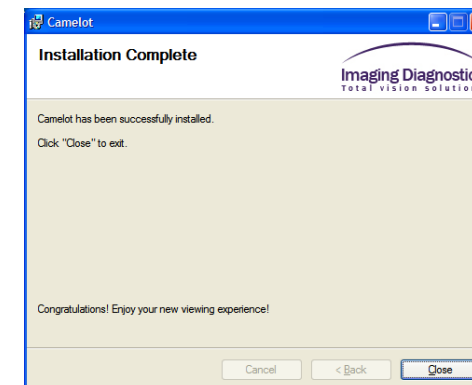 Camelot
Installation Complete
Imaging Diagnostic
Total vision solution
Camelot has been successfully installed.
Click "Close" to exit.
Congratulations! Enjoy your new viewing experience!
Cancel
< Back
Close